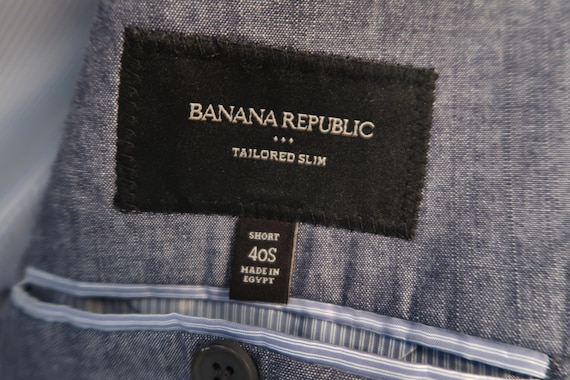 BANANA REPUBLIC
TAILORED SLIM
SHORT
40S
MADE IN
EGYPT